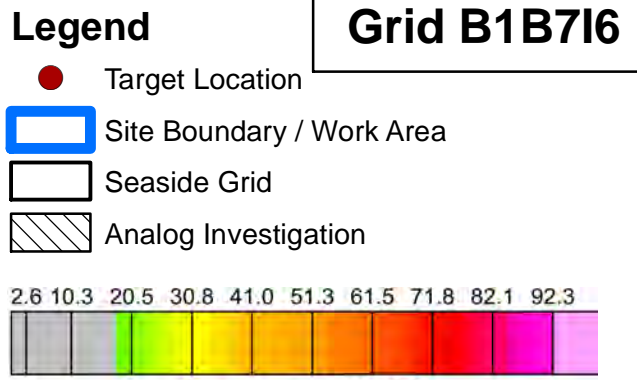 Legend
Grid B1B7I6
Target Location
Site Boundary / Work Area
Seaside Grid
Analog Investigation
2.6 10.3 20.5 30.8 41.0 51.3 61.5 71.8 82.1 92.3